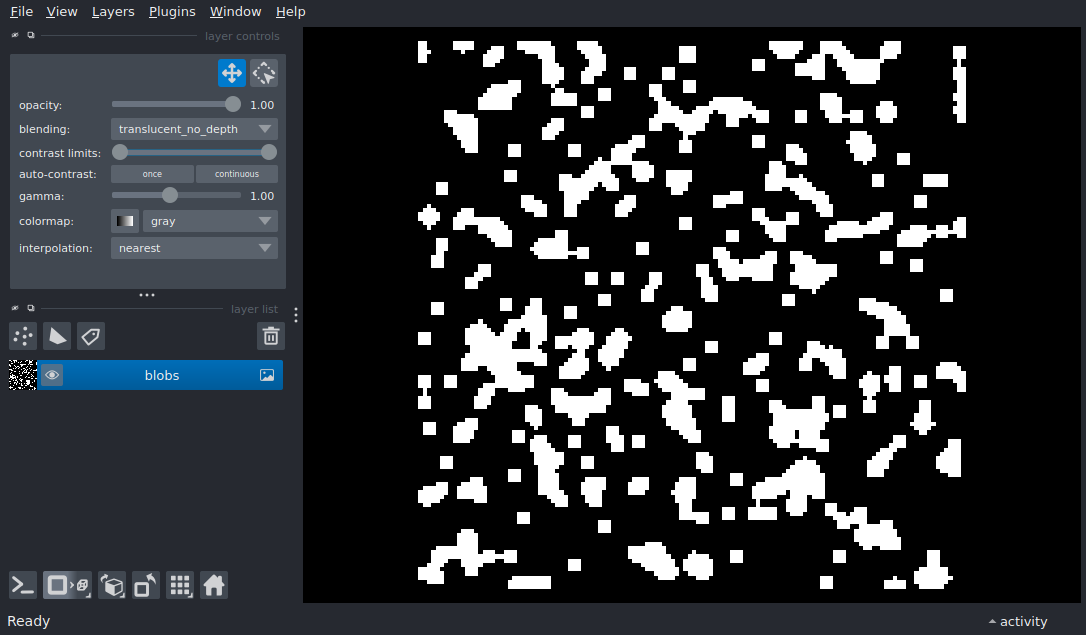 File View Layers Plugins Window Help
layer controls
opacity: 1.00
blending: translucent_no_depth
contrast limits:
auto-contrast: once continuous
gamma: 1.00
colormap: gray
interpolation: nearest
layer list
blobs
Ready
activity